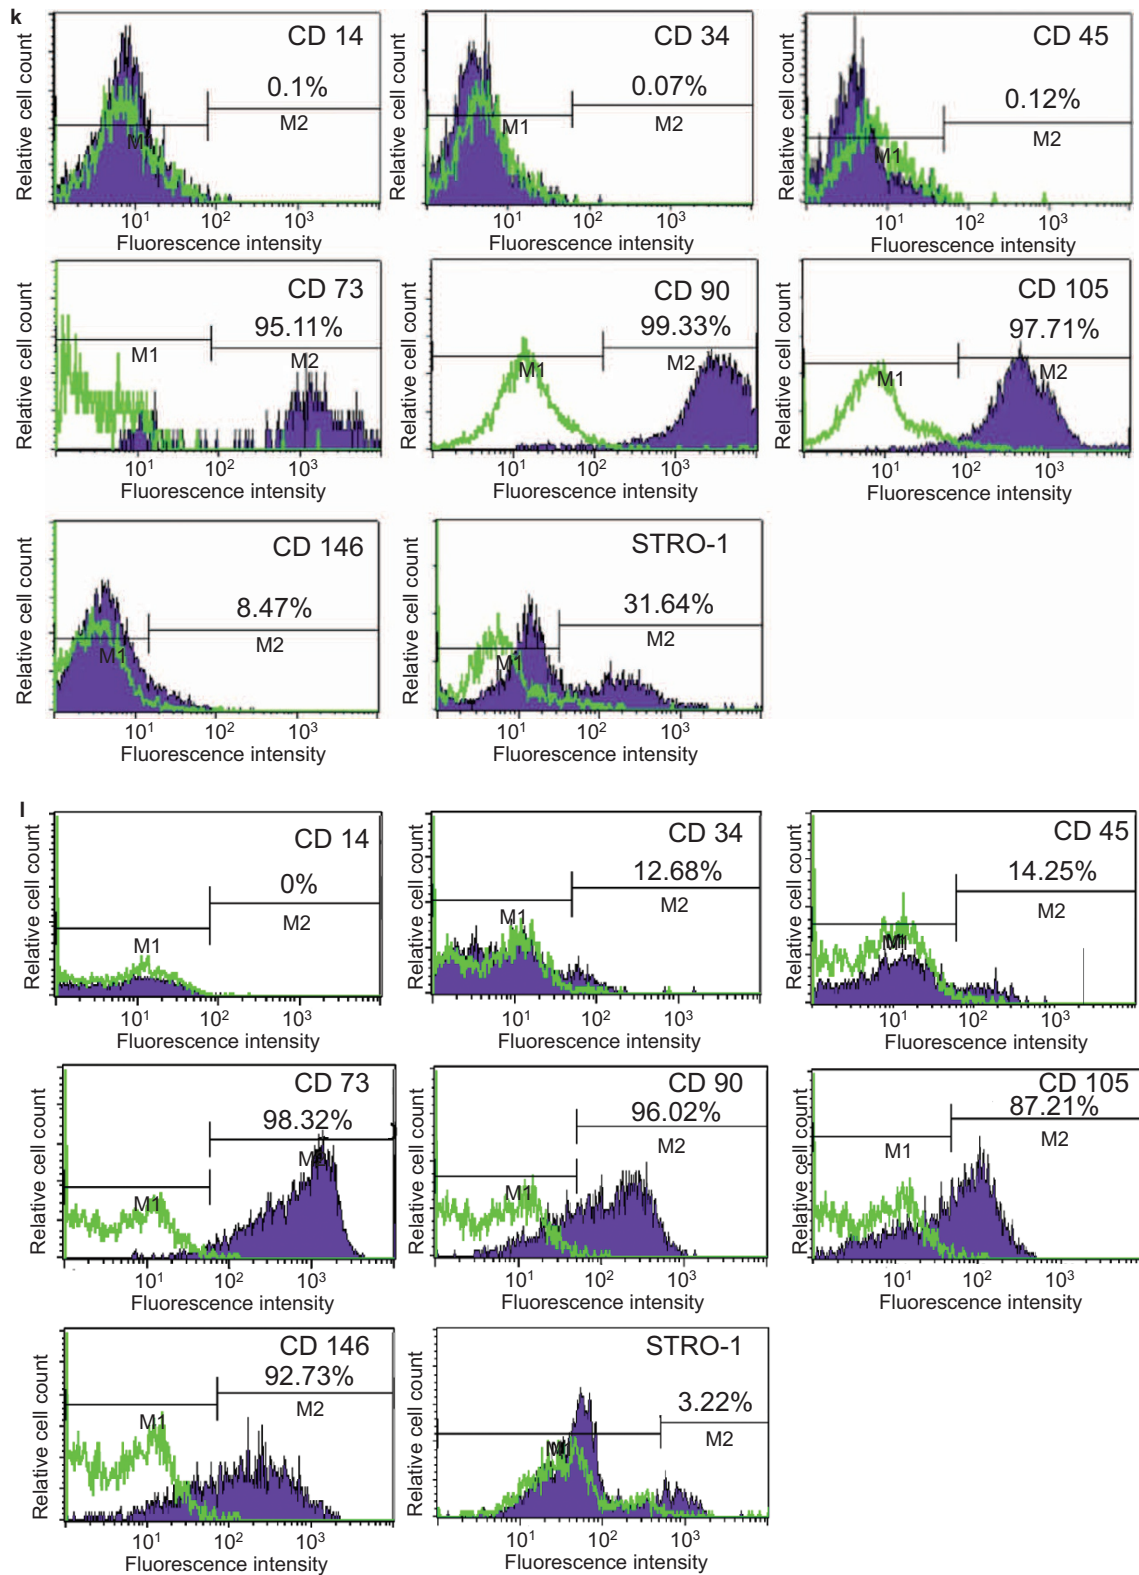 k
CD 14
0.1%
M1
M2
Relative cell count
10¹ 10² 10³
Fluorescence intensity
CD 34
0.07%
M1
M2
Relative cell count
10¹ 10² 10³
Fluorescence intensity
CD 45
0.12%
M1
M2
Relative cell count
10¹ 10² 10³
Fluorescence intensity
CD 73
95.11%
M1
M2
Relative cell count
10¹ 10² 10³
Fluorescence intensity
CD 90
99.33%
M1
M2
Relative cell count
10¹ 10² 10³
Fluorescence intensity
CD 105
97.71%
M1
M2
Relative cell count
10¹ 10² 10³
Fluorescence intensity
CD 146
8.47%
M1
M2
Relative cell count
10¹ 10² 10³
Fluorescence intensity
STRO-1
31.64%
M1
M2
Relative cell count
10¹ 10² 10³
Fluorescence intensity
l
CD 14
0%
M1
M2
Relative cell count
10¹ 10² 10³
Fluorescence intensity
CD 34
12.68%
M1
M2
Relative cell count
10¹ 10² 10³
Fluorescence intensity
CD 45
14.25%
M1
M2
Relative cell count
10¹ 10² 10³
Fluorescence intensity
CD 73
98.32%
M1
Relative cell count
10¹ 10² 10³
Fluorescence intensity
CD 90
96.02%
M1
M2
Relative cell count
10¹ 10² 10³
Fluorescence intensity
CD 105
87.21%
M1
M2
Relative cell count
10¹ 10² 10³
Fluorescence intensity
CD 146
92.73%
M1
M2
Relative cell count
10¹ 10² 10³
Fluorescence intensity
STRO-1
3.22%
M1
M2
Relative cell count
10¹ 10² 10³
Fluorescence intensity